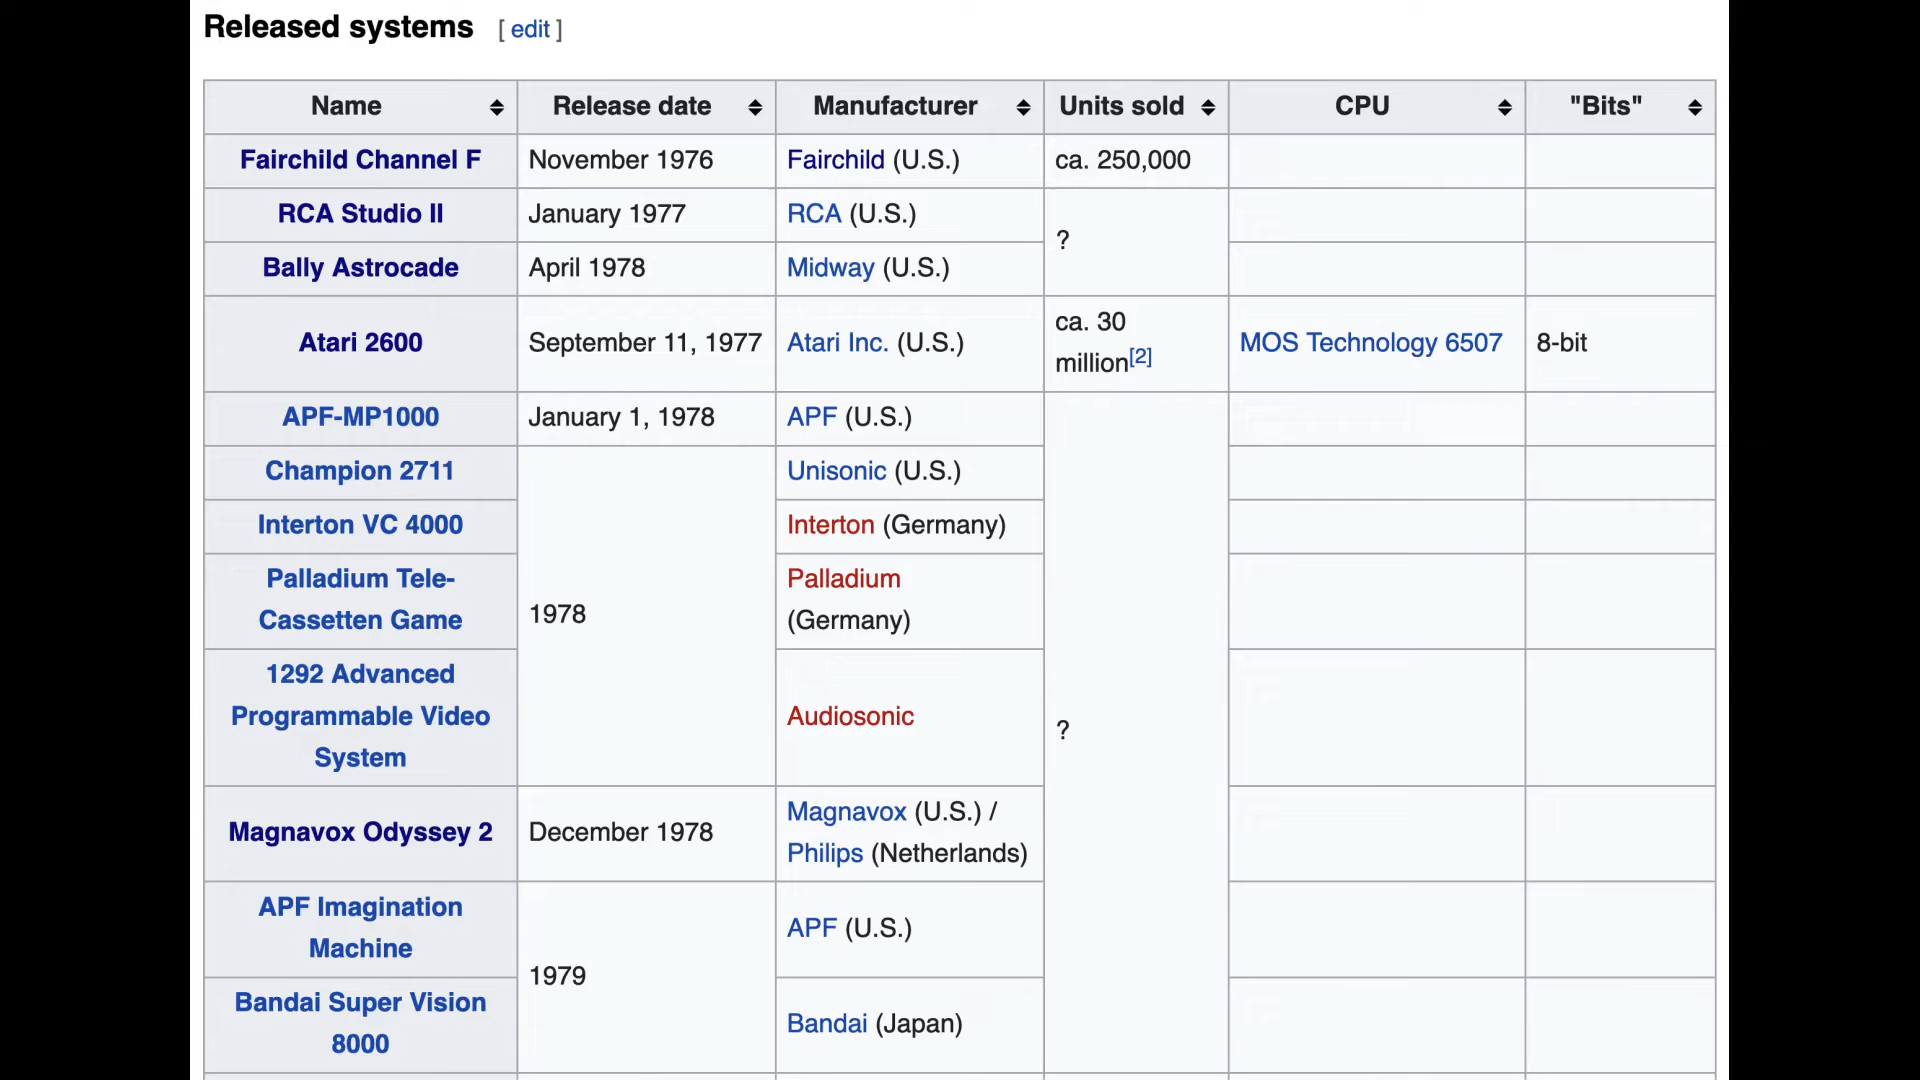 Released systems [ edit ]
Name Release date Manufacturer Units sold CPU "Bits"
Fairchild Channel F November 1976 Fairchild (U.S.) ca. 250,000
RCA Studio II January 1977 RCA (U.S.)
?
Bally Astrocade April 1978 Midway (U.S.)
ca. 30
Atari 2600 September 11, 1977 Atari Inc. (U.S.) MOS Technology 6507 8-bit
million[2]
APF-MP1000 January 1, 1978 APF (U.S.)
Champion 2711 Unisonic (U.S.)
Interton VC 4000 Interton (Germany)
Palladium Tele- Palladium
1978
Cassetten Game (Germany)
1292 Advanced
Programmable Video Audiosonic
?
System
Magnavox (U.S.) /
Magnavox Odyssey 2 December 1978
Philips (Netherlands)
APF Imagination
APF (U.S.)
Machine
1979
Bandai Super Vision
Bandai (Japan)
8000